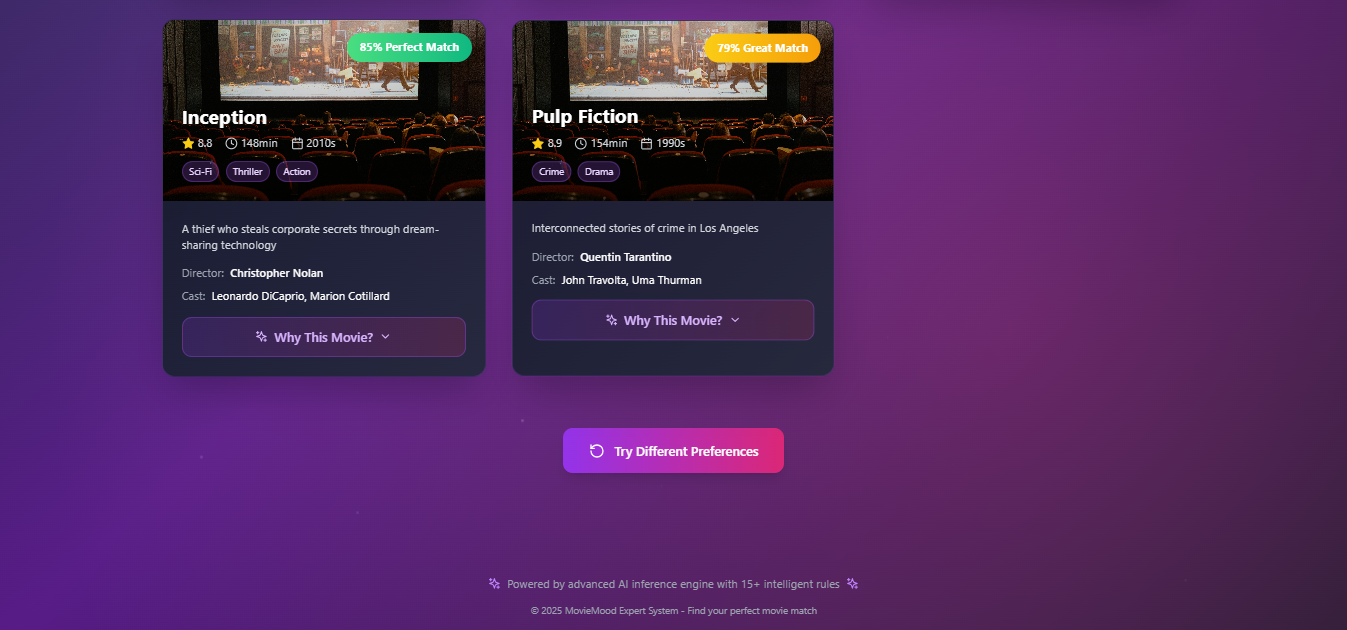 85% Perfect Match
Inception
8.8 148min 2010s
Sci-Fi Thriller Action
A thief who steals corporate secrets through dream-
sharing technology
Director: Christopher Nolan
Cast: Leonardo DiCaprio, Marion Cotillard
Why This Movie?
79% Great Match
Pulp Fiction
8.9 154min 1990s
Crime Drama
Interconnected stories of crime in Los Angeles
Director: Quentin Tarantino
Cast: John Travolta, Uma Thurman
Why This Movie?
Try Different Preferences
Powered by advanced AI inference engine with 15+ intelligent rules
© 2025 MovieMood Expert System - Find your perfect movie match